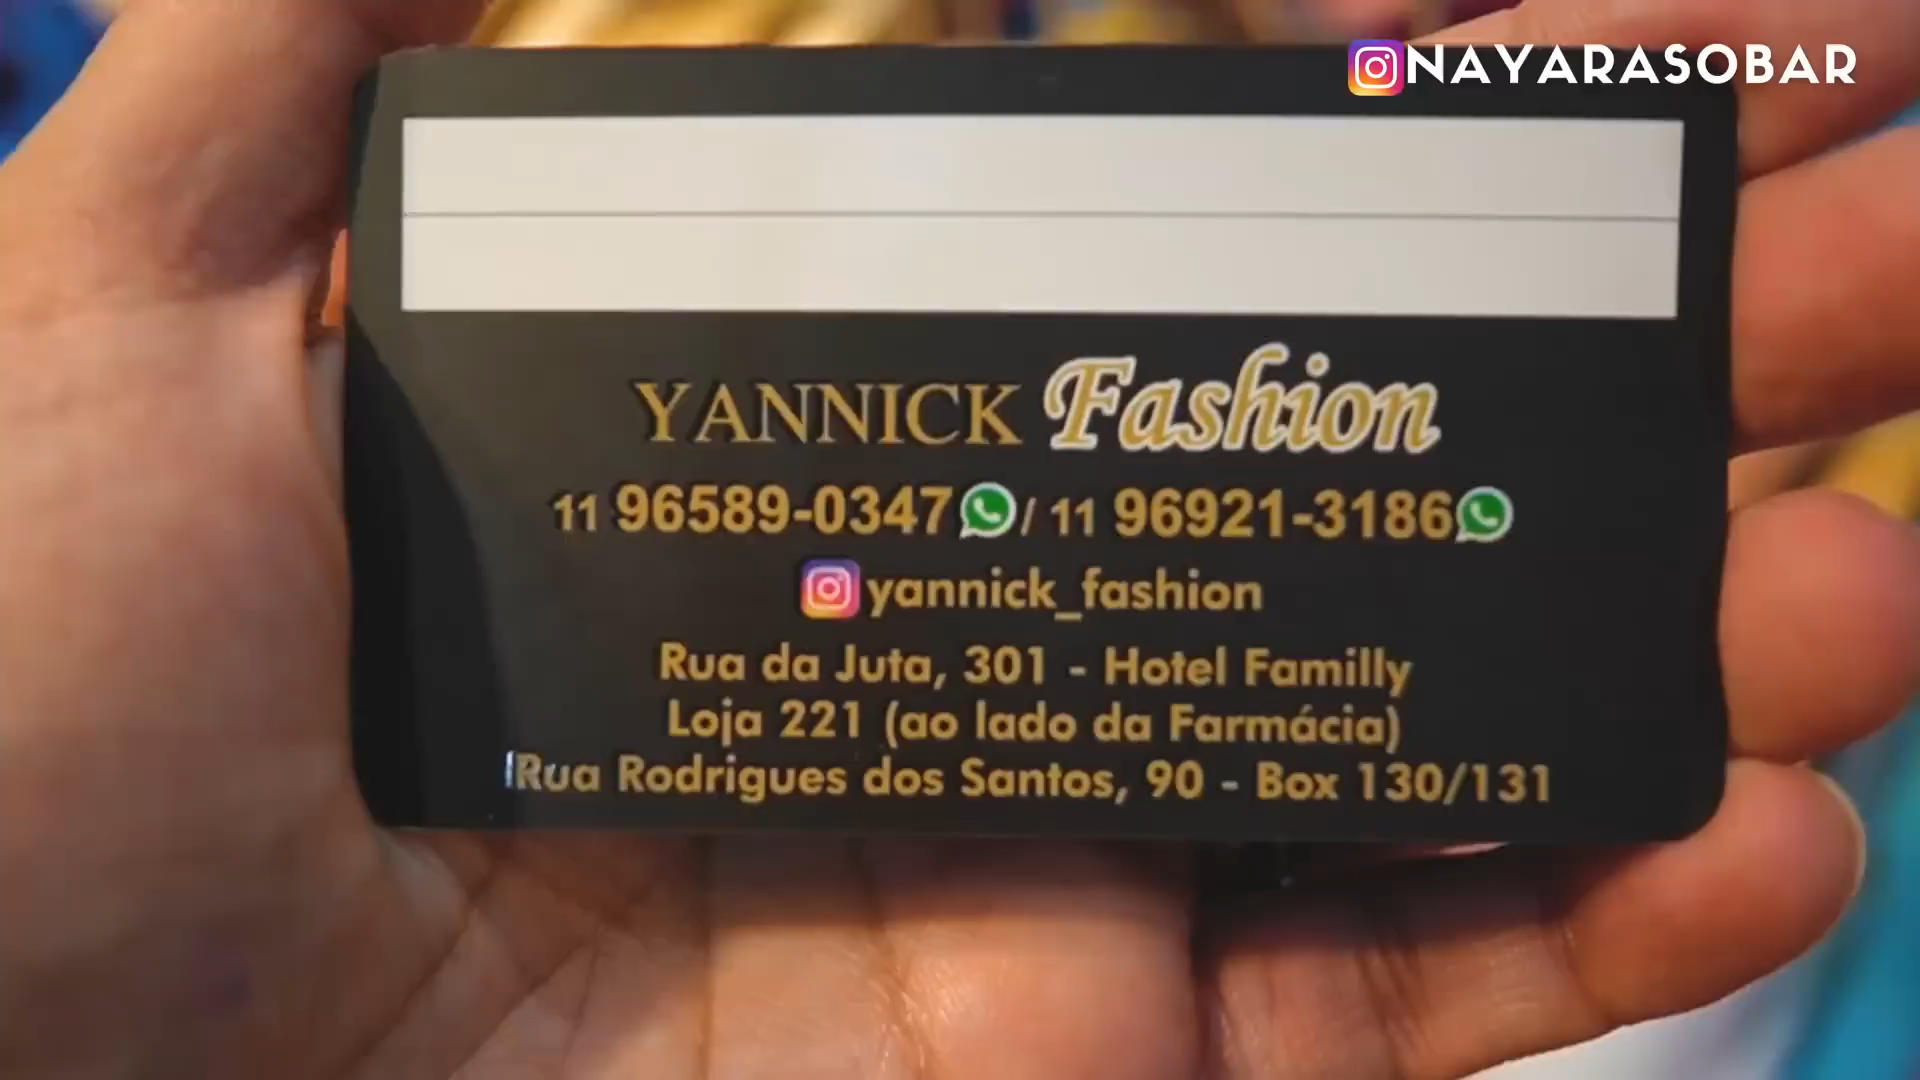 NAYARASOBAR
YANNICK Fashion
11 96589-0347 / 11 96921-3186
yannick_fashion
Rua da Juta, 301 - Hotel Familly
Loja 221 (ao lado da Farmácia)
Rua Rodrigues dos Santos, 90 - Box 130/131